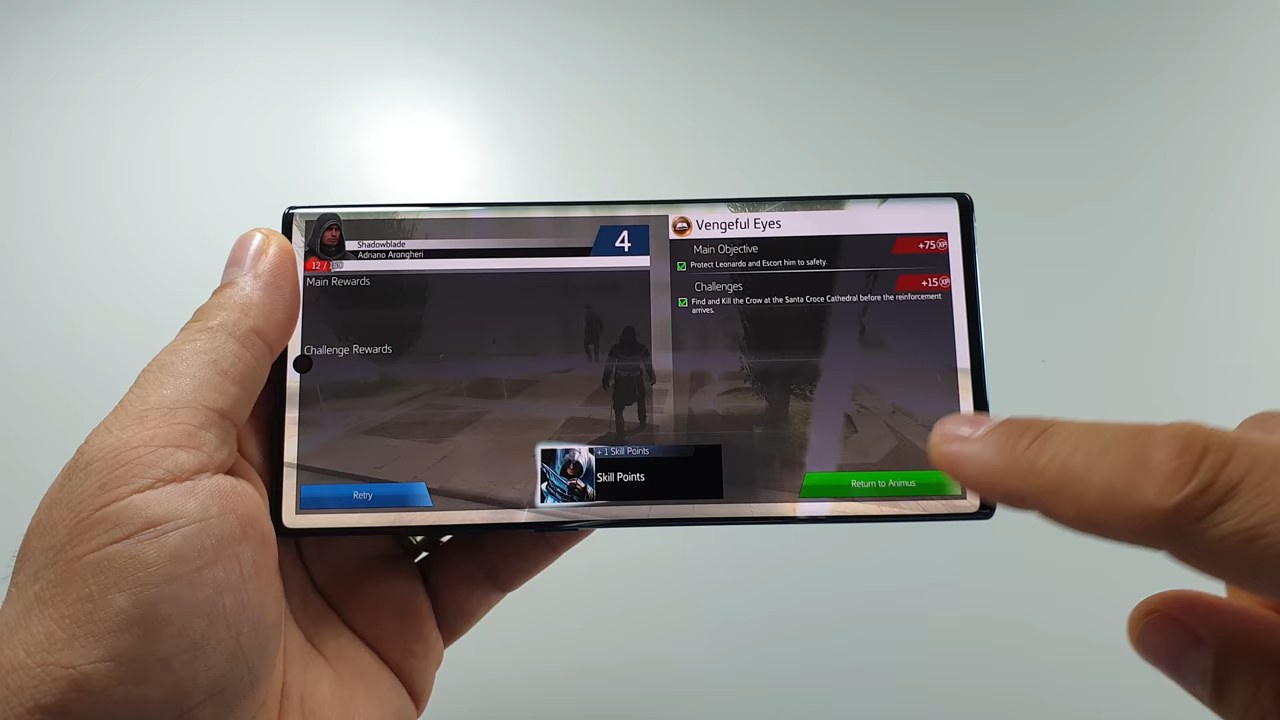 Shadowblade
Adriano Arongheri
4
Main Rewards
Challenge Rewards
Retry
Vengeful Eyes
Main Objective
+75 XP
Protect Leonardo and Escort him to safety.
Challenges
+15 XP
Find and Kill the Crow at the Santa Croce Cathedral before the reinforcement
arrives.
+ 1 Skill Points
Skill Points
Return to Animus